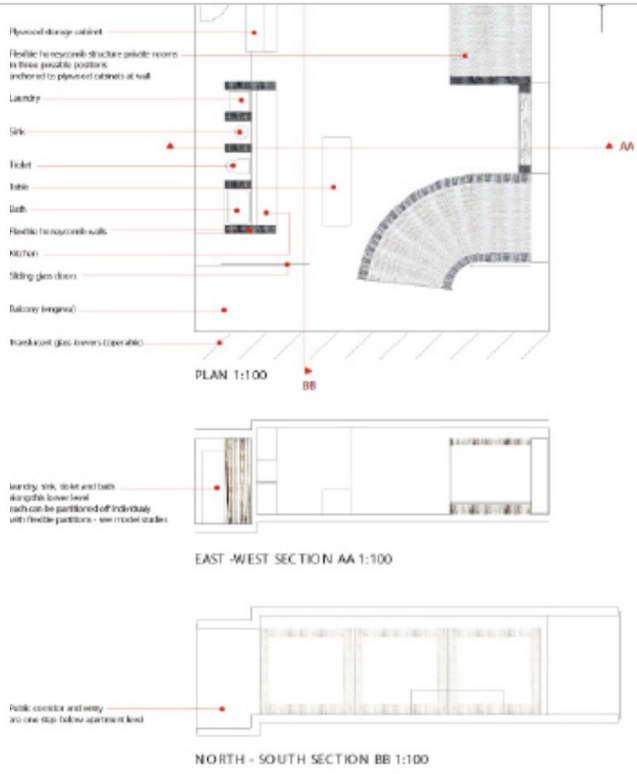 Plywood storage cabinet
Flexible honeycomb structure private rooms
in three possible positions
anchored to plywood cabinets at wall
Laundry
Sink
Toilet
Table
Bath
Flexible honeycomb walls
Kitchen
Sliding glass doors
Balcony (engawa)
Translucent glass louvers (operable)
AA
PLAN 1:100
BB
laundry, sink, toilet and bath
along this lower level
each can be partitioned off individually
with flexible partitions - see model studies
EAST -WEST SECTION AA 1:100
Public corridor and entry
are one step below apartment level
NORTH - SOUTH SECTION BB 1:100